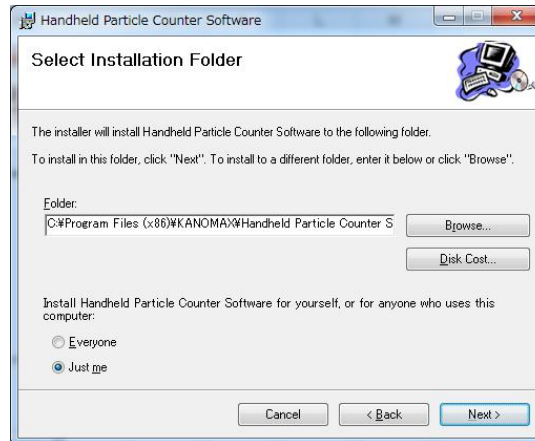 Handheld Particle Counter Software
Select Installation Folder
The installer will install Handheld Particle Counter Software to the following folder.
To install in this folder, click "Next". To install to a different folder, enter it below or click "Browse".
Folder:
C:¥Program Files (x86)¥KANOMAX¥Handheld Particle Counter S
Browse...
Disk Cost...
Install Handheld Particle Counter Software for yourself, or for anyone who uses this
computer:
Everyone
Just me
Cancel
< Back
Next >